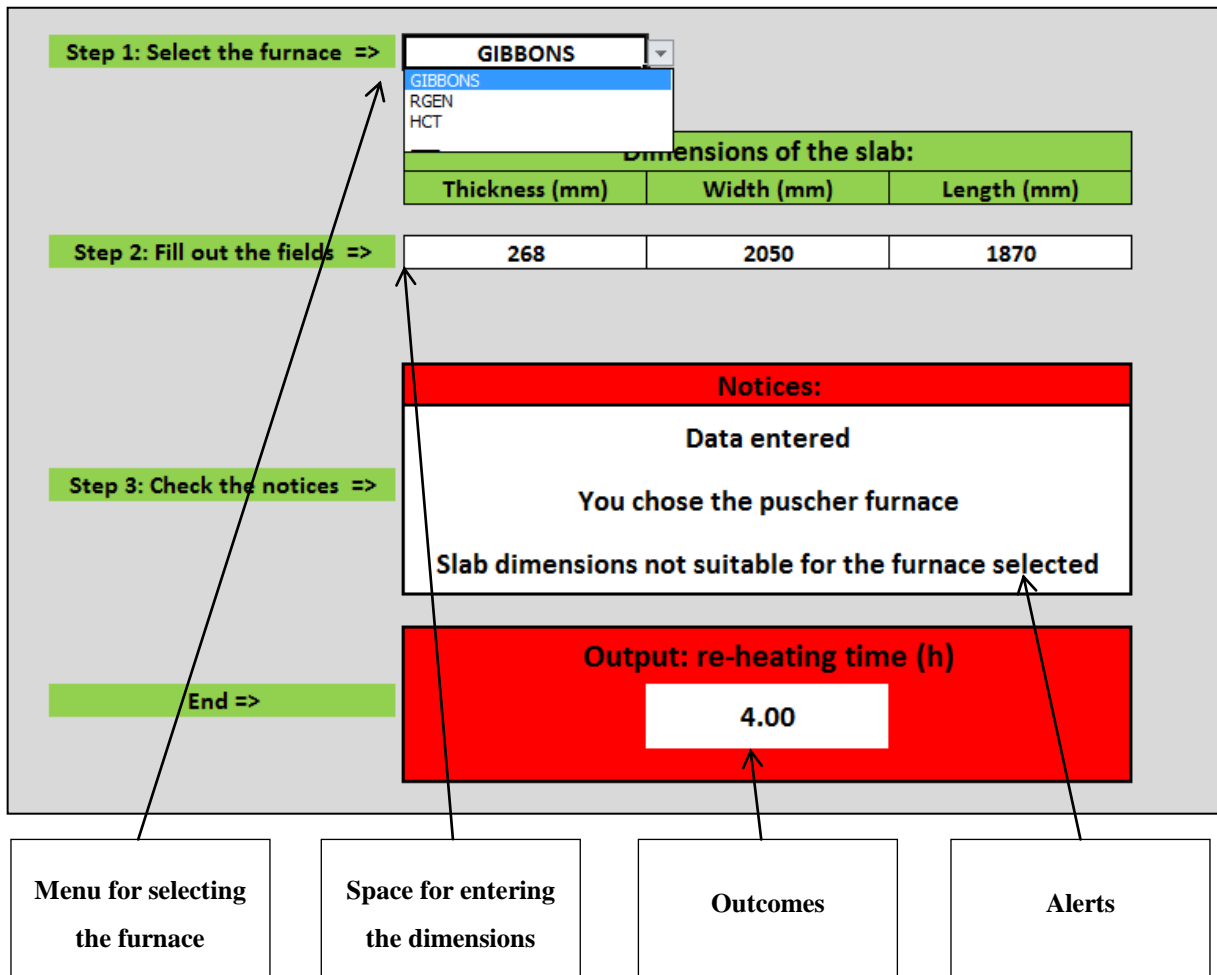 Step 1: Select the furnace =>
GIBBONS
GIBBONS
RGEN
HCT
Dimensions of the slab:
Thickness (mm) Width (mm) Length (mm)
Step 2: Fill out the fields => 268 2050 1870
Notices:
Data entered
Step 3: Check the notices =>
You chose the puscher furnace
Slab dimensions not suitable for the furnace selected
Output: re-heating time (h)
End =>
4.00
Menu for selecting
the furnace
Space for entering
the dimensions
Outcomes
Alerts